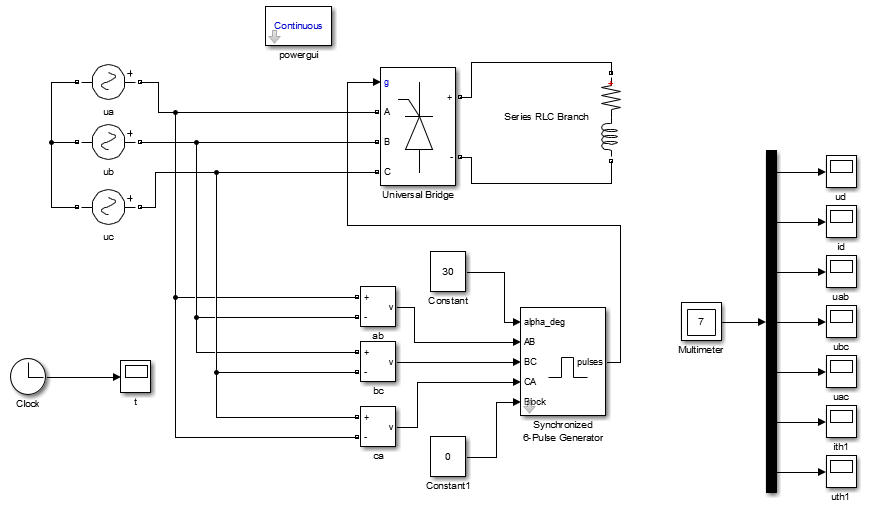 Continuous
powergui
ua
ub
uc
g
A
B
C
+
-
Universal Bridge
Series RLC Branch
+
+
+
+
30
Constant
+
-
v
ab
+
-
v
bc
+
-
v
ca
alpha_deg
AB
BC
CA
Block
pulses
Synchronized
6-Pulse Generator
0
Constant1
Clock
t
7
Multimeter
ud
id
uab
ubc
uac
ith1
uth1